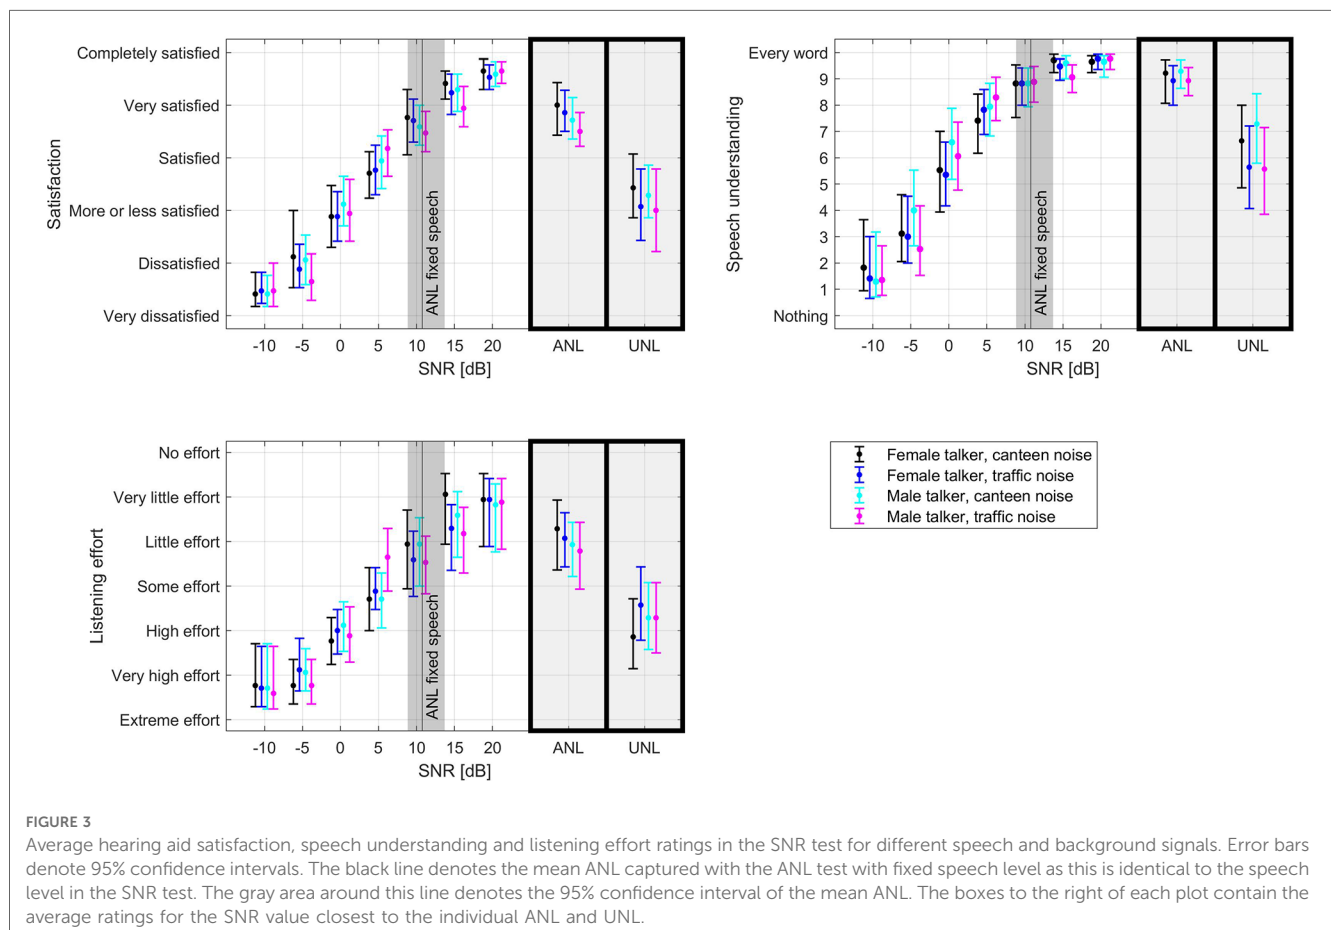 Completely satisfied
Very satisfied
Satisfied
More or less satisfied
Dissatisfied
Very dissatisfied
Satisfaction
ANL fixed speech
-10 -5 0 5 10 15 20 ANL UNL
SNR [dB]
Every word
9
8
7
6
5
4
3
2
1
Nothing
Speech understanding
ANL fixed speech
-10 -5 0 5 10 15 20 ANL UNL
SNR [dB]
No effort
Very little effort
Little effort
Some effort
High effort
Very high effort
Extreme effort
Listening effort
ANL fixed speech
-10 -5 0 5 10 15 20 ANL UNL
SNR [dB]
Female talker, canteen noise
Female talker, traffic noise
Male talker, canteen noise
Male talker, traffic noise
FIGURE 3
Average hearing aid satisfaction, speech understanding and listening effort ratings in the SNR test for different speech and background signals. Error bars
denote 95% confidence intervals. The black line denotes the mean ANL captured with the ANL test with fixed speech level as this is identical to the speech
level in the SNR test. The gray area around this line denotes the 95% confidence interval of the mean ANL. The boxes to the right of each plot contain the
average ratings for the SNR value closest to the individual ANL and UNL.